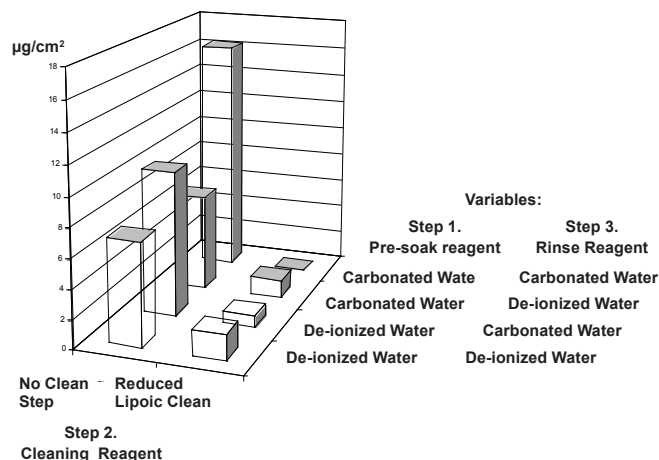 µg/cm²
18
16
14
12
10
8
6
4
2
0
Variables:
Step 1. Step 3.
Pre-soak reagent Rinse Reagent
Carbonated Wate Carbonated Water
Carbonated Water De-ionized Water
De-ionized Water Carbonated Water
De-ionized Water De-ionized Water
No Clean Reduced
Step Lipoic Clean
Step 2.
Cleaning Reagent